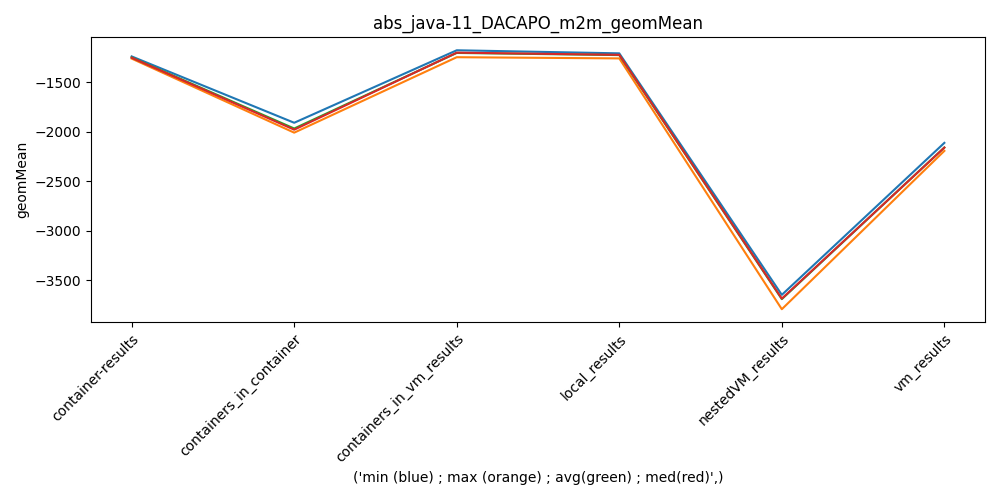 abs_java-11_DACAPO_m2m_geomMean
geomMean
−1500
−2000
−2500
−3000
−3500
container-results
containers_in_container
containers_in_vm_results
local_results
nestedVM_results
vm_results
('min (blue) ; max (orange) ; avg(green) ; med(red)',)